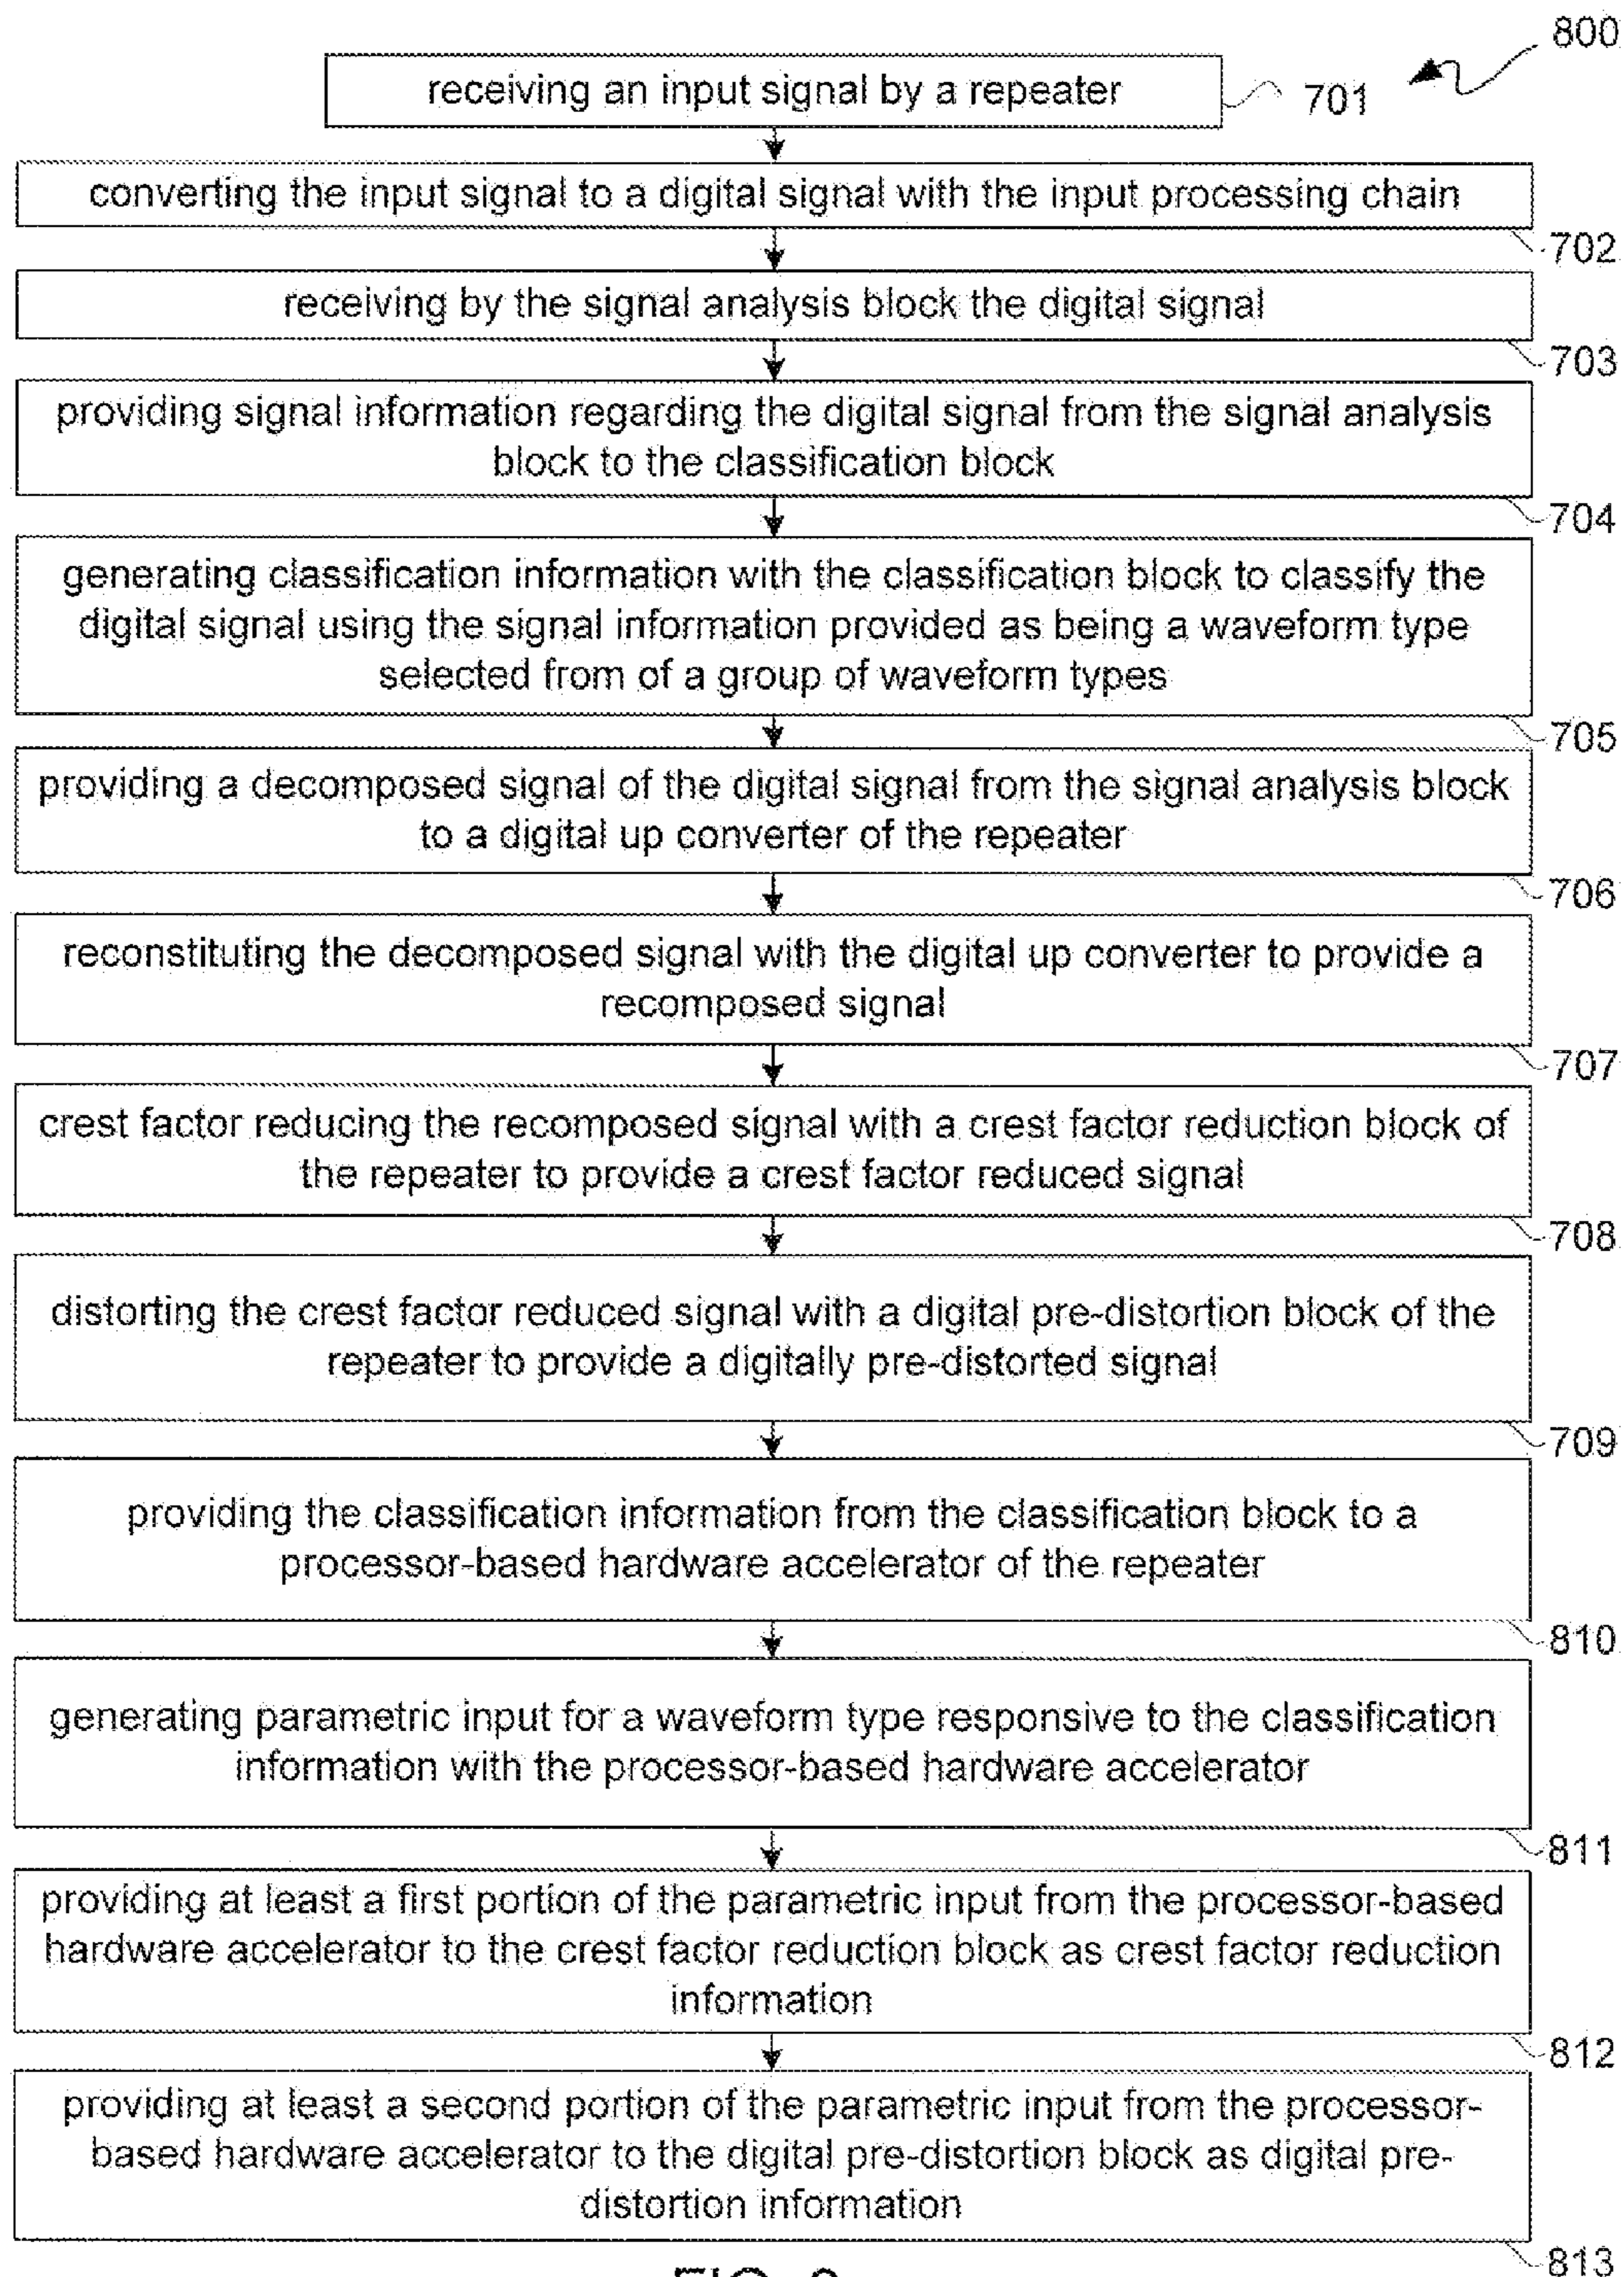 800
receiving an input signal by a repeater
701
converting the input signal to a digital signal with the input processing chain
702
receiving by the signal analysis block the digital signal
703
providing signal information regarding the digital signal from the signal analysis
block to the classification block
704
generating classification information with the classification block to classify the
digital signal using the signal information provided as being a waveform type
selected from of a group of waveform types
705
providing a decomposed signal of the digital signal from the signal analysis block
to a digital up converter of the repeater
706
reconstituting the decomposed signal with the digital up converter to provide a
recomposed signal
707
crest factor reducing the recomposed signal with a crest factor reduction block of
the repeater to provide a crest factor reduced signal
708
distorting the crest factor reduced signal with a digital pre-distortion block of the
repeater to provide a digitally pre-distorted signal
709
providing the classification information from the classification block to a
processor-based hardware accelerator of the repeater
810
generating parametric input for a waveform type responsive to the classification
information with the processor-based hardware accelerator
811
providing at least a first portion of the parametric input from the processor-based
hardware accelerator to the crest factor reduction block as crest factor reduction
information
812
providing at least a second portion of the parametric input from the processor-
based hardware accelerator to the digital pre-distortion block as digital pre-
distortion information
813